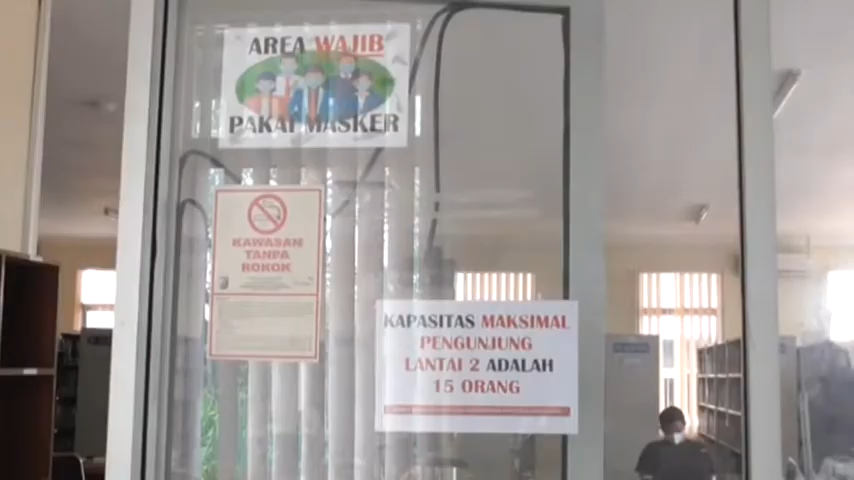 AREA WAJIB
PAKAI MASKER
KAWASAN
TANPA
ROKOK
KAPASITAS MAKSIMAL
PENGUNJUNG
LANTAI 2 ADALAH
15 ORANG